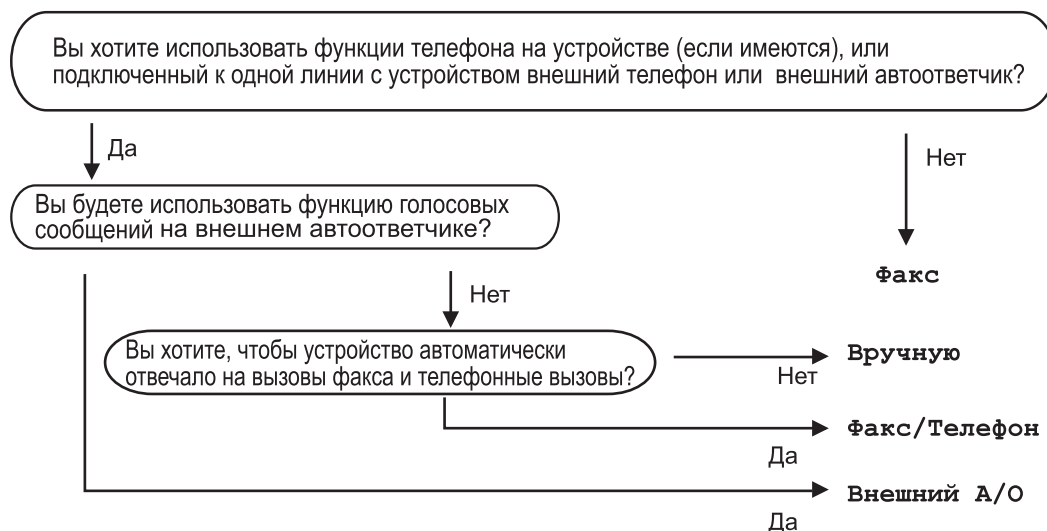 Вы хотите использовать функции телефона на устройстве (если имеются), или
подключенный к одной линии с устройством внешний телефон или внешний автоответчик?
Да
Нет
Вы будете использовать функцию голосовых
сообщений на внешнем автоответчике?
Факс
Нет
Вы хотите, чтобы устройство автоматически
отвечало на вызовы факса и телефонные вызовы?
Вручную
Нет
Факс/Телефон
Да
Внешний А/О
Да